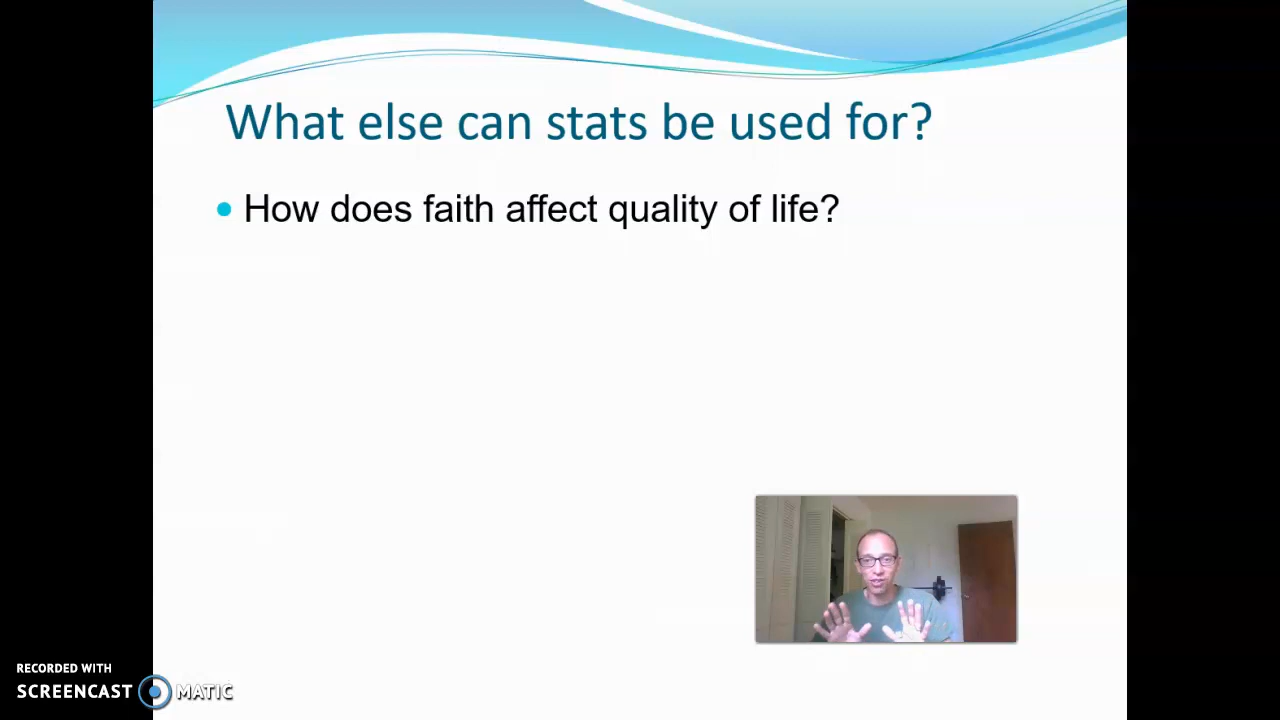 What else can stats be used for?
How does faith affect quality of life?
RECORDED WITH
SCREENCAST MATIC